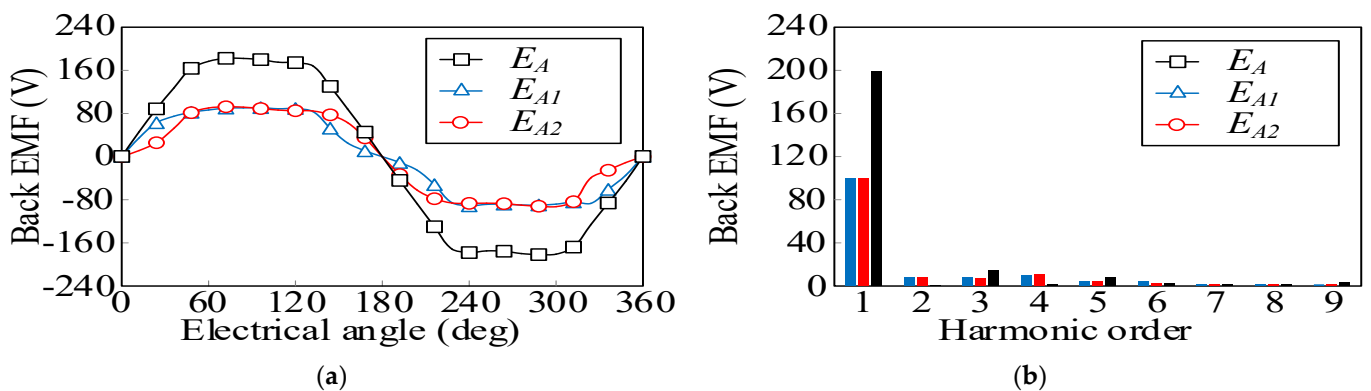 240
160
80
0
-80
-160
-240
Back EMF (V)
E_A
E_A1
E_A2
0 60 120 180 240 300 360
Electrical angle (deg)
(a)
240
200
160
120
80
40
0
Back EMF (V)
E_A
E_A1
E_A2
1 2 3 4 5 6 7 8 9
Harmonic order
(b)